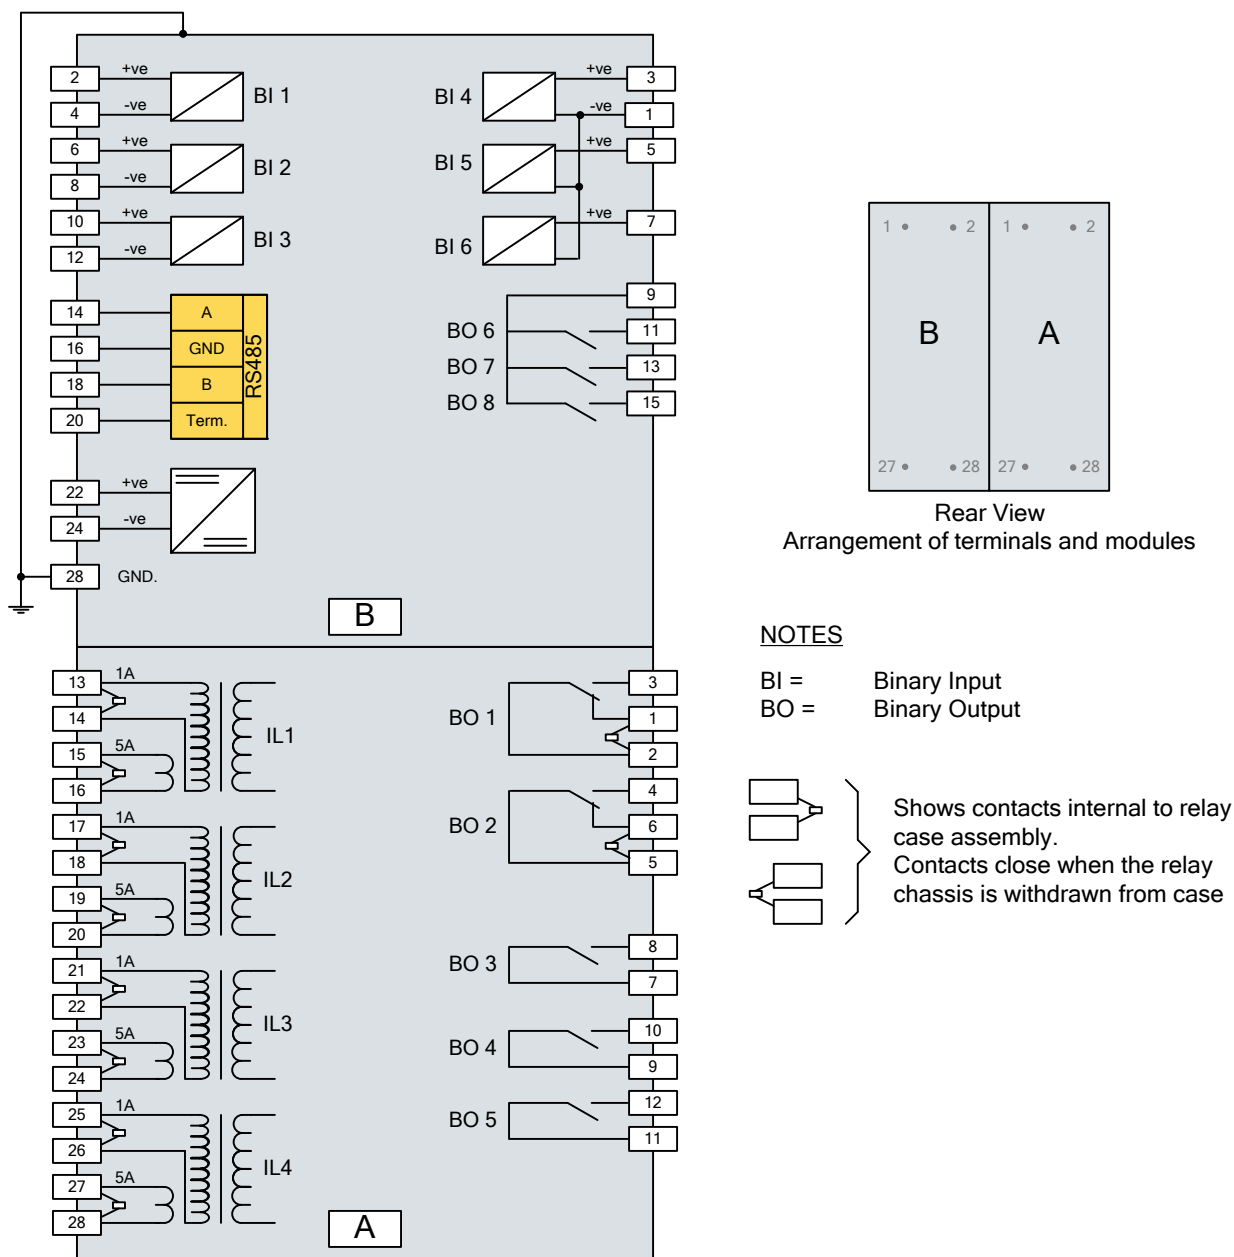 2 +ve BI 1
4 -ve
6 +ve BI 2
8 -ve
10 +ve BI 3
12 -ve
14 A
16 GND
18 B
20 Term.
RS485
22 +ve
24 -ve
28 GND.
BI 4 +ve 3
-ve 1
BI 5 +ve 5
BI 6 +ve 7
9
BO 6 11
BO 7 13
BO 8 15
B
13 1A
14
15 5A
16
IL1
17 1A
18
19 5A
20
IL2
21 1A
22
23 5A
24
IL3
25 1A
26
27 5A
28
IL4
BO 1 3
1
2
BO 2 4
6
5
BO 3 8
7
BO 4 10
9
BO 5 12
11
A
1 2 1 2
B A
27 28 27 28
Rear View
Arrangement of terminals and modules
NOTES
BI = Binary Input
BO = Binary Output
Shows contacts internal to relay
case assembly.
Contacts close when the relay
chassis is withdrawn from case